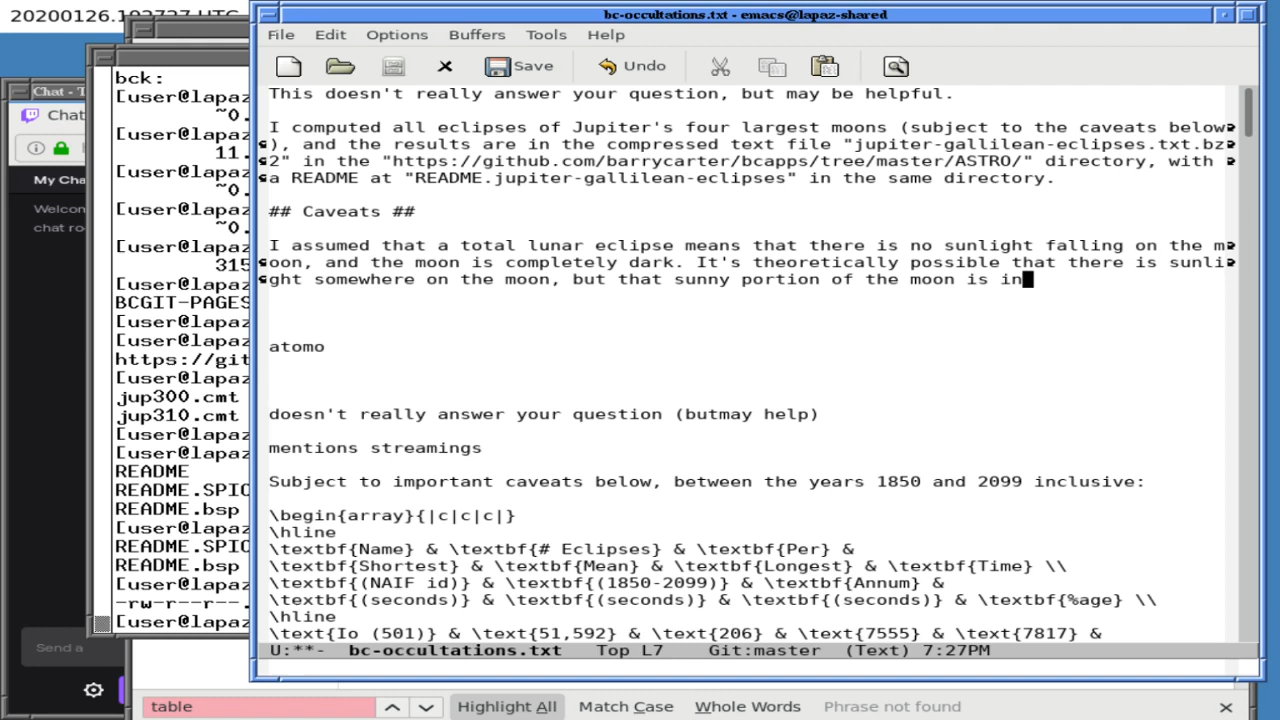 bc-occultations.txt - emacs@lapaz-shared
File Edit Options Buffers Tools Help
Save Undo
This doesn't really answer your question, but may be helpful.
I computed all eclipses of Jupiter's four largest moons (subject to the caveats below
), and the results are in the compressed text file "jupiter-gallilean-eclipses.txt.bz
2" in the "https://github.com/barrycarter/bcapps/tree/master/ASTRO/" directory, with
a README at "README.jupiter-gallilean-eclipses" in the same directory.
## Caveats ##
I assumed that a total lunar eclipse means that there is no sunlight falling on the m
oon, and the moon is completely dark. It's theoretically possible that there is sunli
ght somewhere on the moon, but that sunny portion of the moon is in
atomo
doesn't really answer your question (butmay help)
mentions streamings
Subject to important caveats below, between the years 1850 and 2099 inclusive:
\begin{array}{|c|c|c|}
\hline
\textbf{Name} & \textbf{# Eclipses} & \textbf{Per} &
\textbf{Shortest} & \textbf{Mean} & \textbf{Longest} & \textbf{Time} \\
\textbf{(NAIF id)} & \textbf{(1850-2099)} & \textbf{Annum} &
\textbf{(seconds)} & \textbf{(seconds)} & \textbf{(seconds)} & \textbf{%age} \\
\hline
\text{Io (501)} & \text{51,592} & \text{206} & \text{7555} & \text{7817} &
U:**- bc-occultations.txt Top L7 Git:master (Text) 7:27PM
bck:
[user@lapaz
~0.
[user@lapaz
11.
[user@lapaz
~0.
[user@lapaz
~0.
[user@lapaz
315
[user@lapaz
BCGIT-PAGES
[user@lapaz
[user@lapaz
https://git
[user@lapaz
jup300.cmt
jup310.cmt
[user@lapaz
[user@lapaz
README
README.SPIC
README.bsp
[user@lapaz
README.SPIC
README.bsp
[user@lapaz
-rw-r--r--.
[user@lapaz
Chat - T
Chat
My Cha
Welcon
chat ro
Send a
table Highlight All Match Case Whole Words Phrase not found